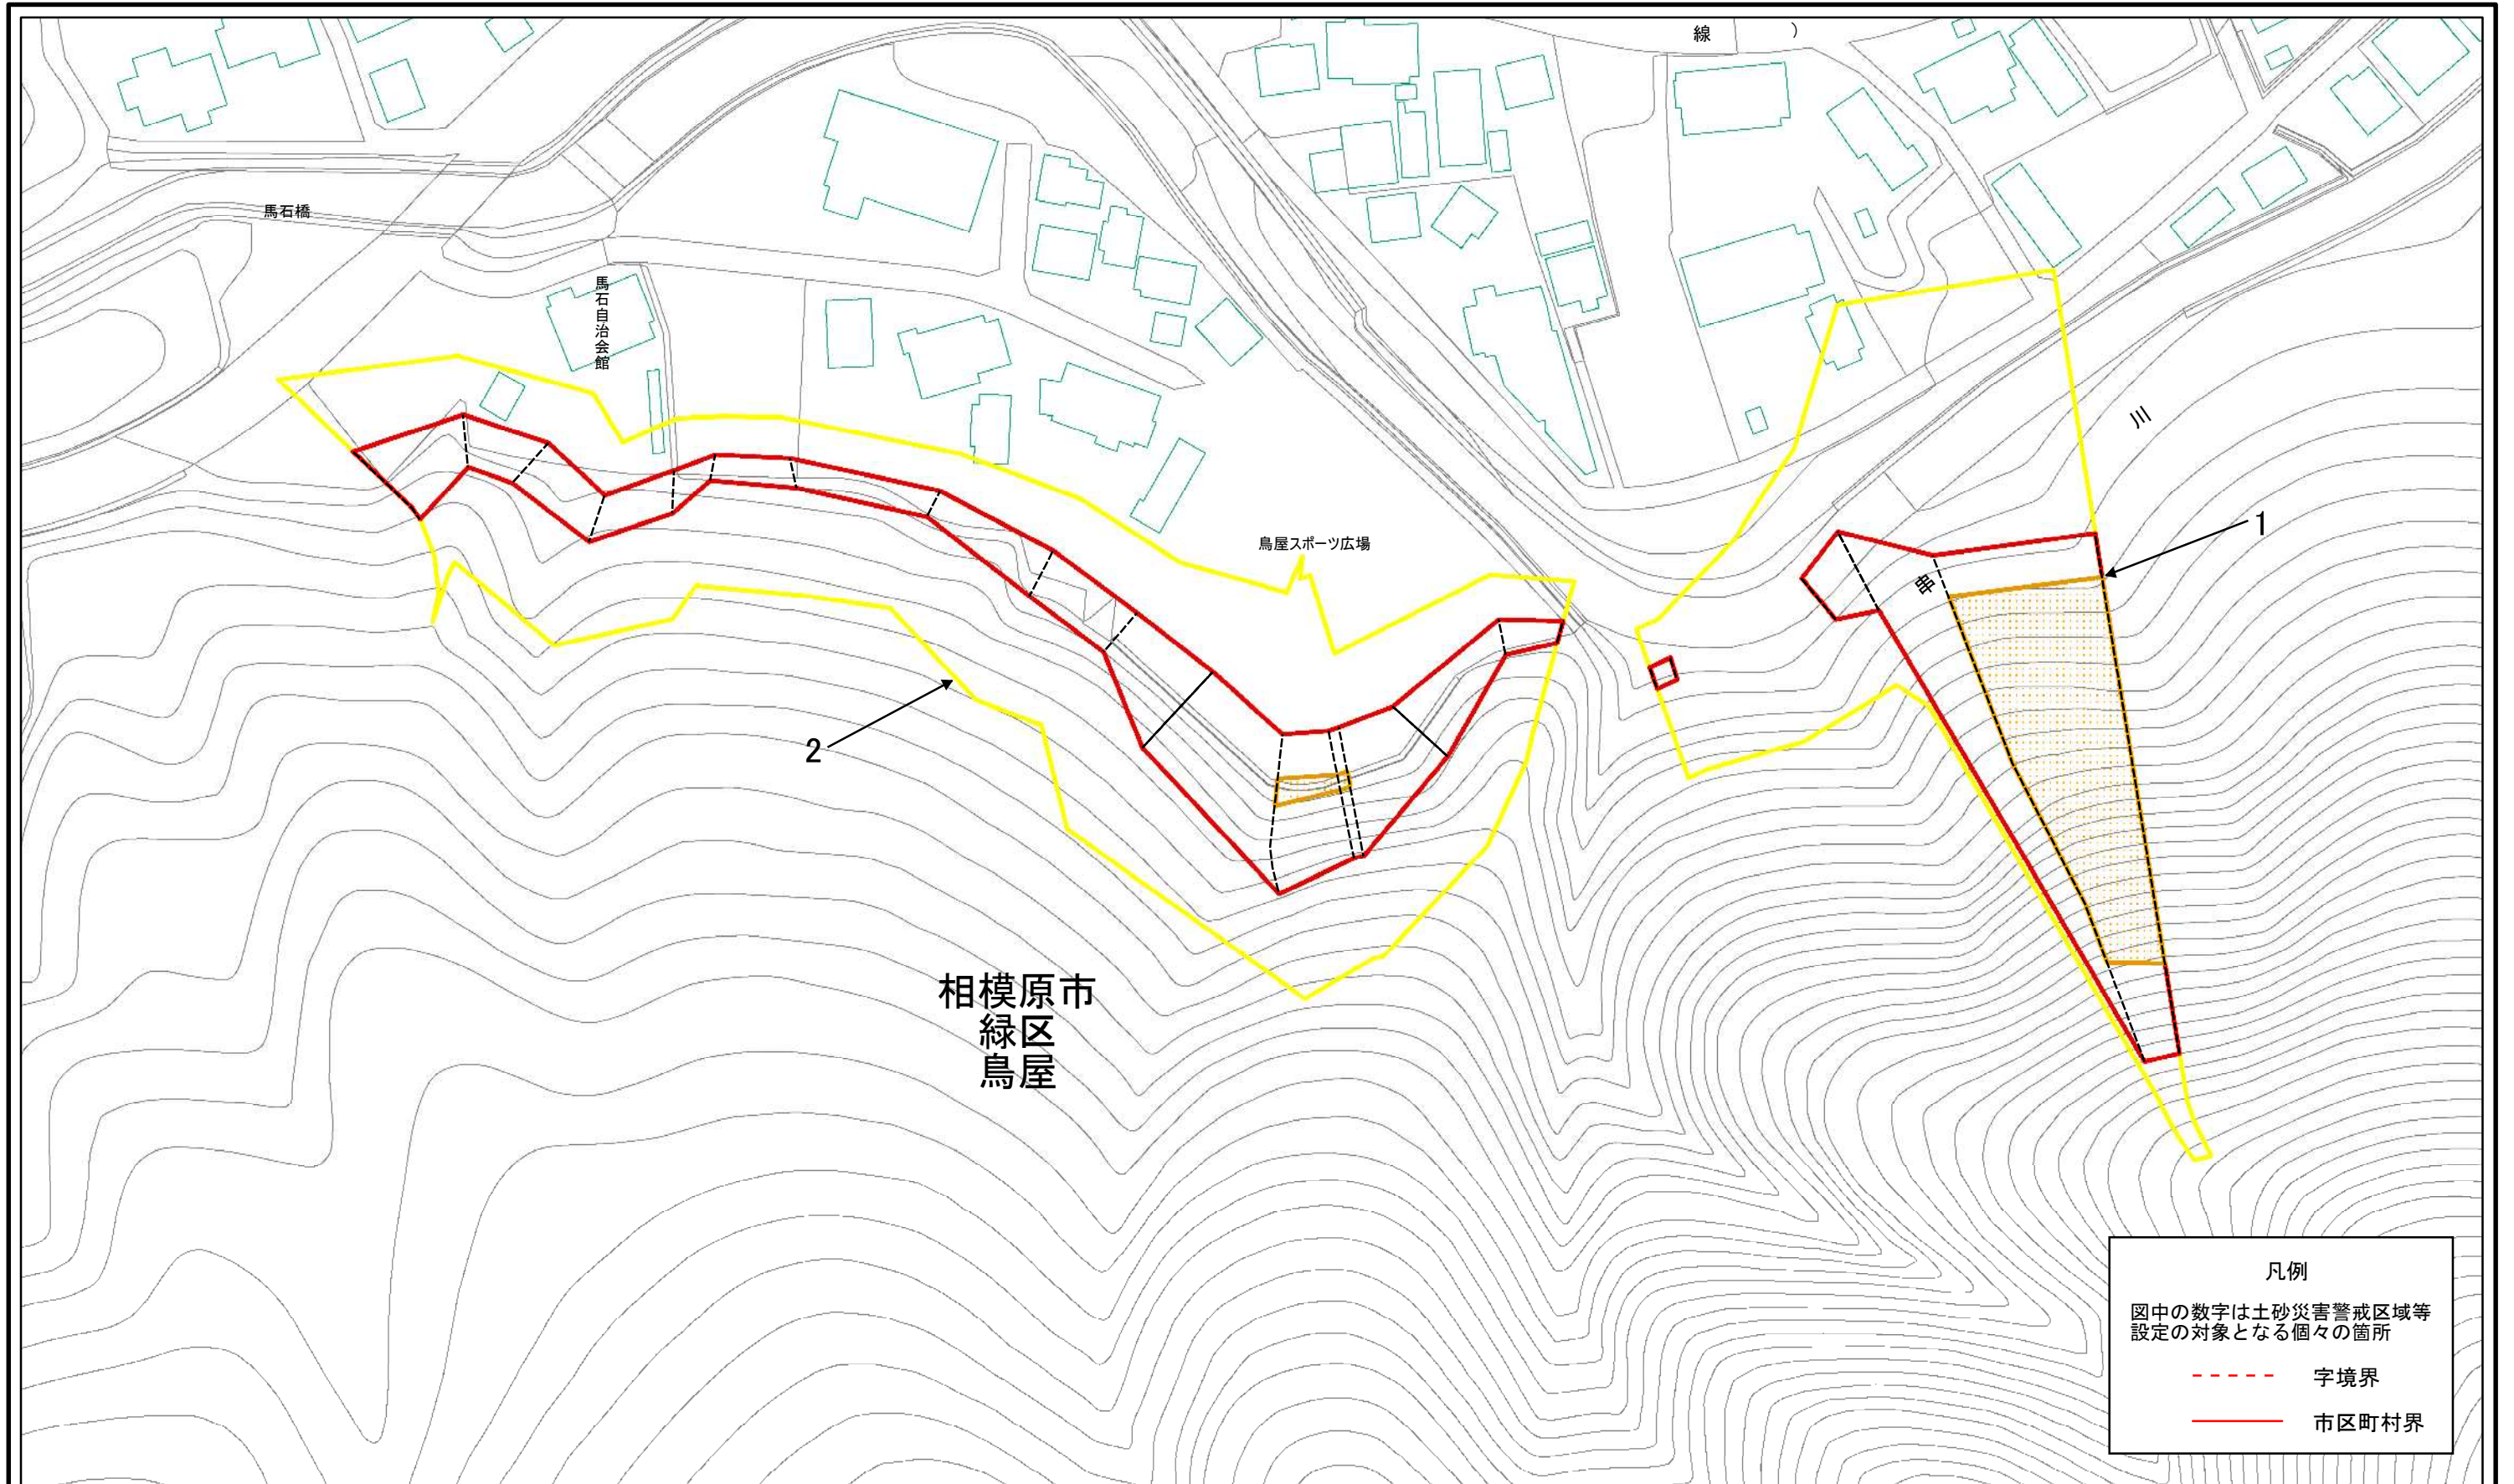 線　）
馬石橋
馬石自治会館
川
1
鳥屋スポーツ広場
串
2
相模原市
緑区
鳥屋
凡例
図中の数字は土砂災害警戒区域等
設定の対象となる個々の箇所
字境界
市区町村界